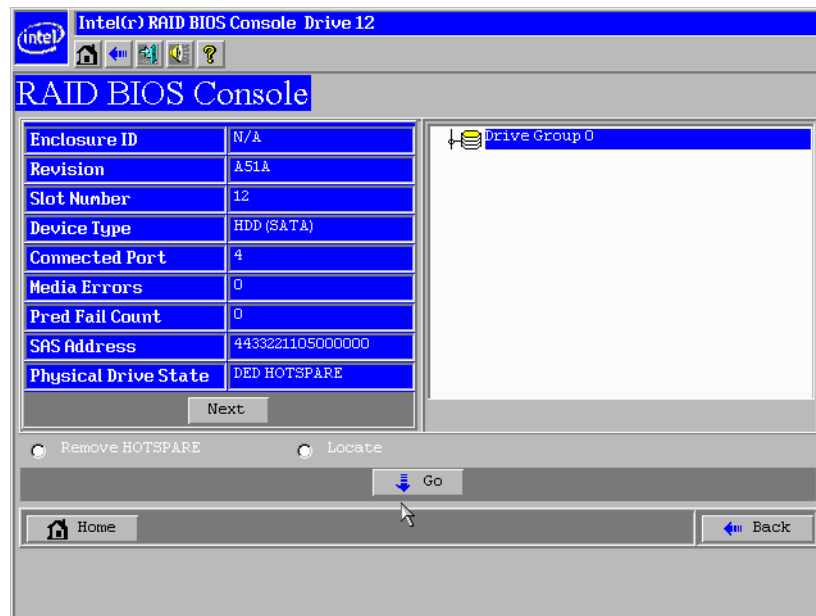 intel
Intel(r) RAID BIOS Console Drive 12
?
RAID BIOS Console
Enclosure ID N/A
Revision A51A
Slot Number 12
Device Type HDD (SATA)
Connected Port 4
Media Errors 0
Pred Fail Count 0
SAS Address 4433221105000000
Physical Drive State DED HOTSPARE
Next
Drive Group 0
Remove HOTSPARE Locate
Go
Home Back